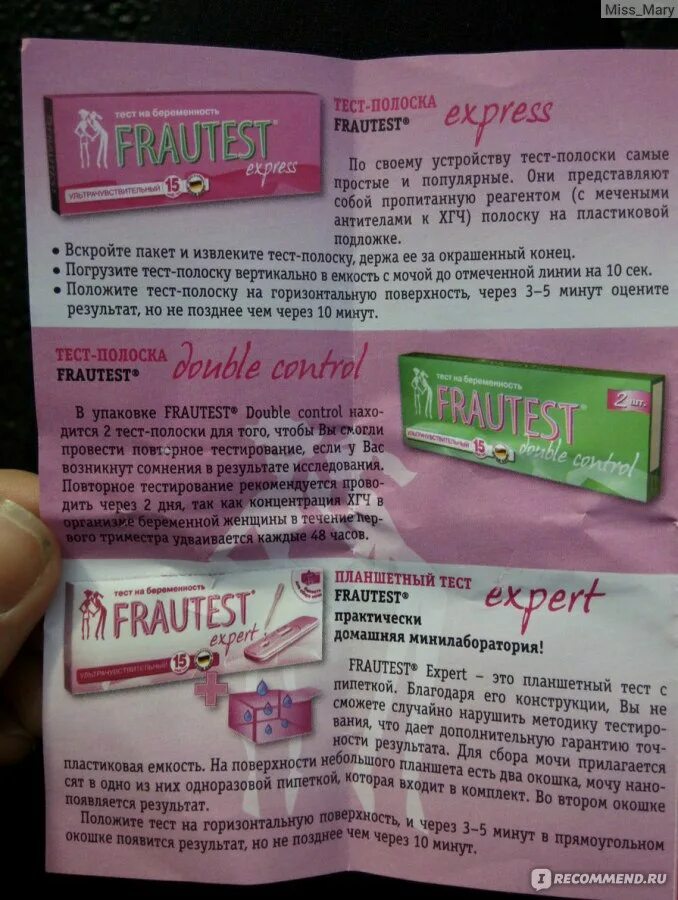 Miss_Mary
тест на беременность
FRAUTEST®
express
УЛЬТРАЧУВСТВИТЕЛЬНЫЙ 15
ТЕСТ-ПОЛОСКА
FRAUTEST® express
По своему устройству тест-полоски самые
простые и популярные. Они представляют
собой пропитанную реагентом (с мечеными
антителами к ХГЧ) полоску на пластиковой
подложке.
• Вскройте пакет и извлеките тест-полоску, держа ее за окрашенный конец.
• Погрузите тест-полоску вертикально в емкость с мочой до отмеченной линии на 10 сек.
• Положите тест-полоску на горизонтальную поверхность, через 3–5 минут оцените
результат, но не позднее чем через 10 минут.
ТЕСТ-ПОЛОСКА
FRAUTEST® double control
В упаковке FRAUTEST® Double control нахо-
дится 2 тест-полоски для того, чтобы Вы смогли
провести повторное тестирование, если у Вас
возникнут сомнения в результате исследования.
Повторное тестирование рекомендуется прово-
дить через 2 дня, так как концентрация ХГЧ в
организме беременной женщины в течение пер-
вого триместра удваивается каждые 48 часов.
тест на беременность
2 шт.
FRAUTEST®
double control
УЛЬТРАЧУВСТВИТЕЛЬНЫЙ 15
тест на беременность
FRAUTEST®
expert
УЛЬТРАЧУВСТВИТЕЛЬНЫЙ 15
ПЛАНШЕТНЫЙ ТЕСТ
FRAUTEST® expert
практически
домашняя минилаборатория!
FRAUTEST® Expert – это планшетный тест с
пипеткой. Благодаря его конструкции, Вы не
сможете случайно нарушить методику тестиро-
вания, что дает дополнительную гарантию точ-
ности результата. Для сбора мочи прилагается
пластиковая емкость. На поверхности небольшого планшета есть два окошка, мочу нано-
сят в одно из них одноразовой пипеткой, которая входит в комплект. Во втором окошке
появляется результат.
Положите тест на горизонтальную поверхность, и через 3–5 минут в прямоугольном
окошке появится результат, но не позднее чем через 10 минут.
IRECOMMEND.RU